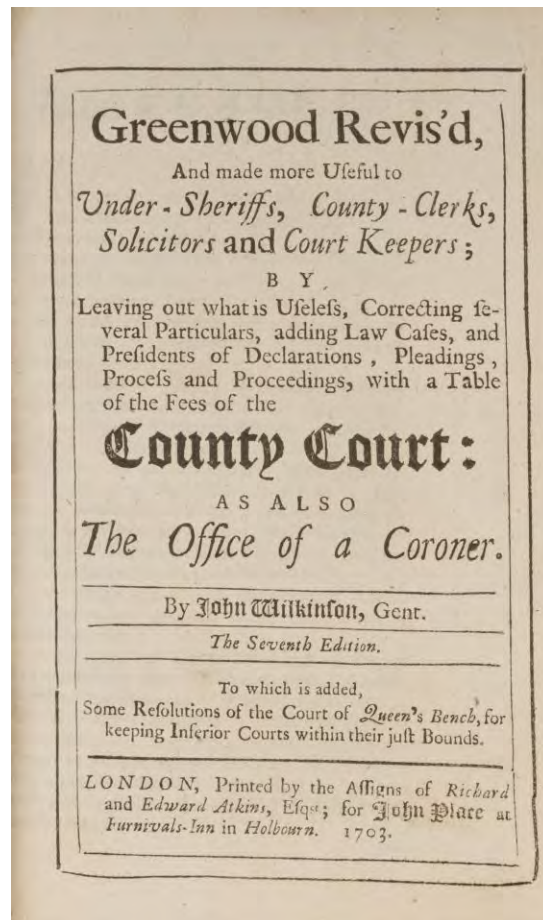 Greenwood Revis'd,
And made more Uſeful to
Under-Sheriffs, County-Clerks,
Solicitors and Court Keepers;
BY
Leaving out what is Uſeleſs, Correcting ſe-
veral Particulars, adding Law Caſes, and
Preſidents of Declarations, Pleadings,
Proceſs and Proceedings, with a Table
of the Fees of the
County Court:
AS ALSO
The Office of a Coroner.
By John Wilkinſon, Gent.
The Seventh Edition.
To which is added,
Some Reſolutions of the Court of Queen's Bench, for
keeping Inferior Courts within their juſt Bounds.
LONDON, Printed by the Aſſigns of Richard
and Edward Atkins, Eſqrs; for John Place at
Furnivals-Inn in Holbourn. 1703.